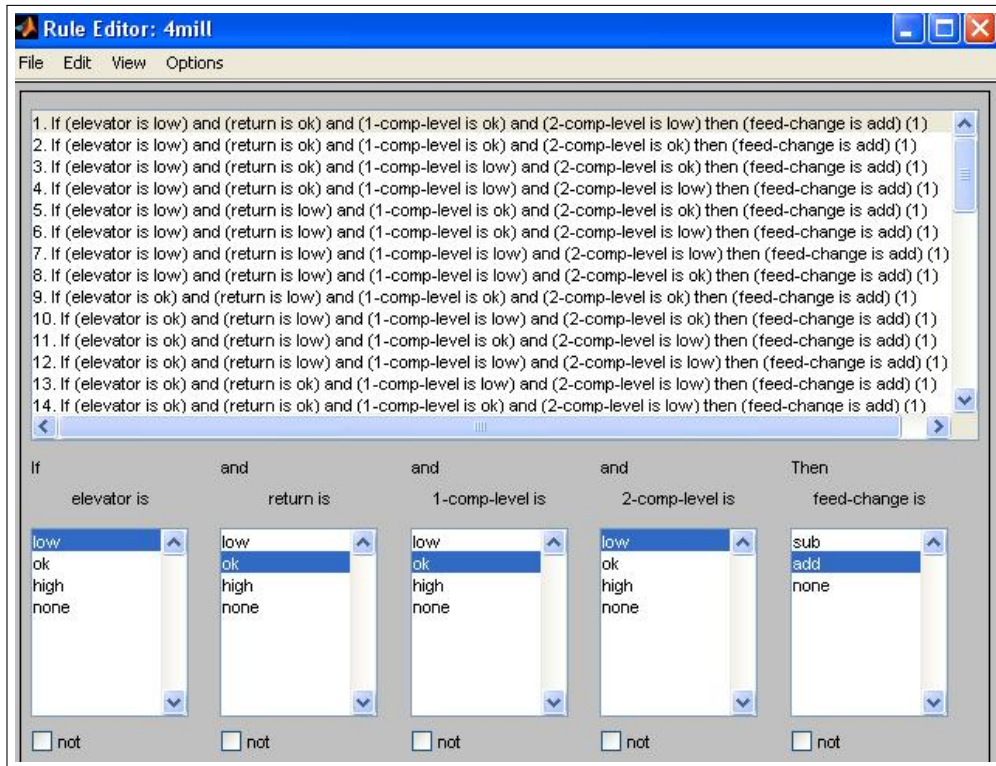 Rule Editor: 4mill
File Edit View Options
1. If (elevator is low) and (return is ok) and (1-comp-level is ok) and (2-comp-level is low) then (feed-change is add) (1)
2. If (elevator is low) and (return is ok) and (1-comp-level is ok) and (2-comp-level is ok) then (feed-change is add) (1)
3. If (elevator is low) and (return is ok) and (1-comp-level is low) and (2-comp-level is ok) then (feed-change is add) (1)
4. If (elevator is low) and (return is ok) and (1-comp-level is low) and (2-comp-level is low) then (feed-change is add) (1)
5. If (elevator is low) and (return is low) and (1-comp-level is ok) and (2-comp-level is ok) then (feed-change is add) (1)
6. If (elevator is low) and (return is low) and (1-comp-level is ok) and (2-comp-level is low) then (feed-change is add) (1)
7. If (elevator is low) and (return is low) and (1-comp-level is low) and (2-comp-level is low) then (feed-change is add) (1)
8. If (elevator is low) and (return is low) and (1-comp-level is low) and (2-comp-level is ok) then (feed-change is add) (1)
9. If (elevator is ok) and (return is low) and (1-comp-level is ok) and (2-comp-level is ok) then (feed-change is add) (1)
10. If (elevator is ok) and (return is low) and (1-comp-level is low) and (2-comp-level is ok) then (feed-change is add) (1)
11. If (elevator is ok) and (return is low) and (1-comp-level is ok) and (2-comp-level is low) then (feed-change is add) (1)
12. If (elevator is ok) and (return is low) and (1-comp-level is low) and (2-comp-level is low) then (feed-change is add) (1)
13. If (elevator is ok) and (return is ok) and (1-comp-level is low) and (2-comp-level is low) then (feed-change is add) (1)
14. If (elevator is ok) and (return is ok) and (1-comp-level is ok) and (2-comp-level is low) then (feed-change is add) (1)
If and and and Then
elevator is return is 1-comp-level is 2-comp-level is feed-change is
low low low low sub
ok ok ok ok add
high high high high none
none none none none
not not not not not